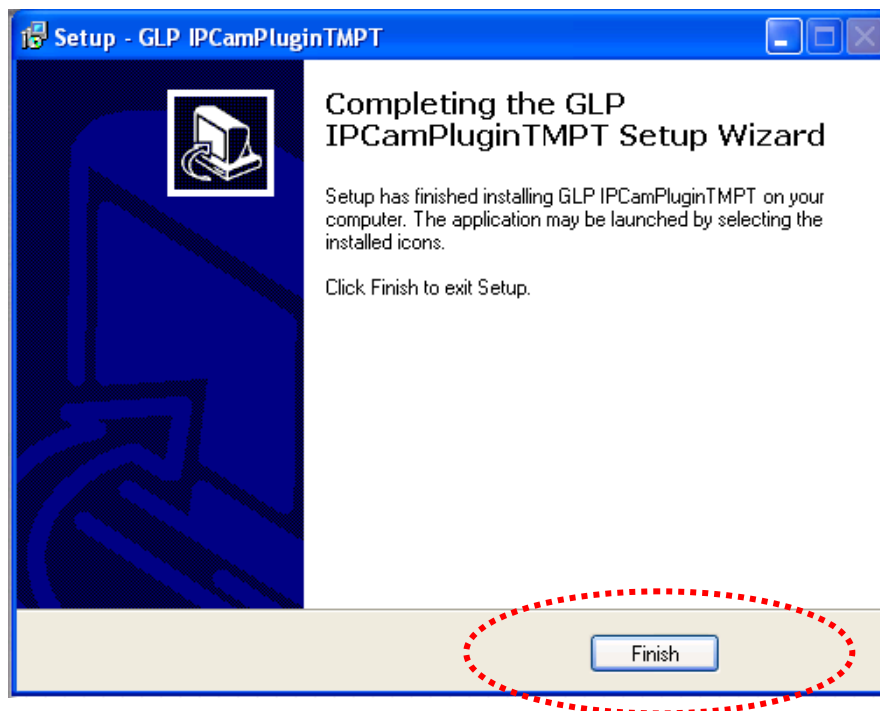 Setup - GLP IPCamPluginTMPT
Completing the GLP
IPCamPluginTMPT Setup Wizard
Setup has finished installing GLP IPCamPluginTMPT on your
computer. The application may be launched by selecting the
installed icons.
Click Finish to exit Setup.
Finish